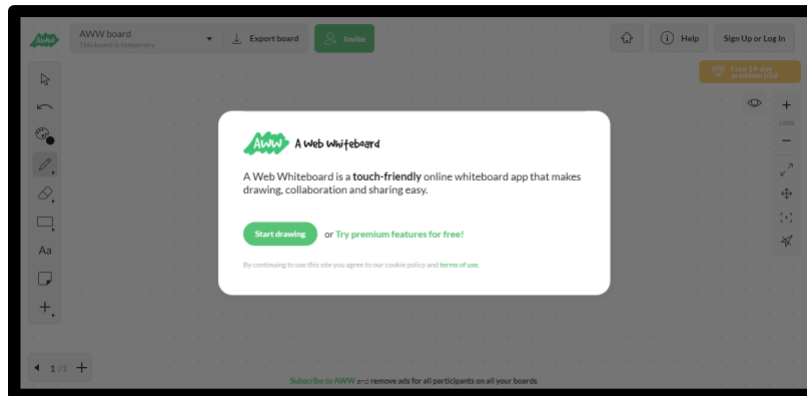 AWW
AWW board
This board is temporary
Export board
Invite
Help
Sign Up or Log In
Free 14-day
premium trial
AWW A Web Whiteboard
A Web Whiteboard is a touch-friendly online whiteboard app that makes
drawing, collaboration and sharing easy.
Start drawing or Try premium features for free!
By continuing to use this site you agree to our cookie policy and terms of use.
Aa
1/1
Subscribe to AWW and remove ads for all participants on all your boards